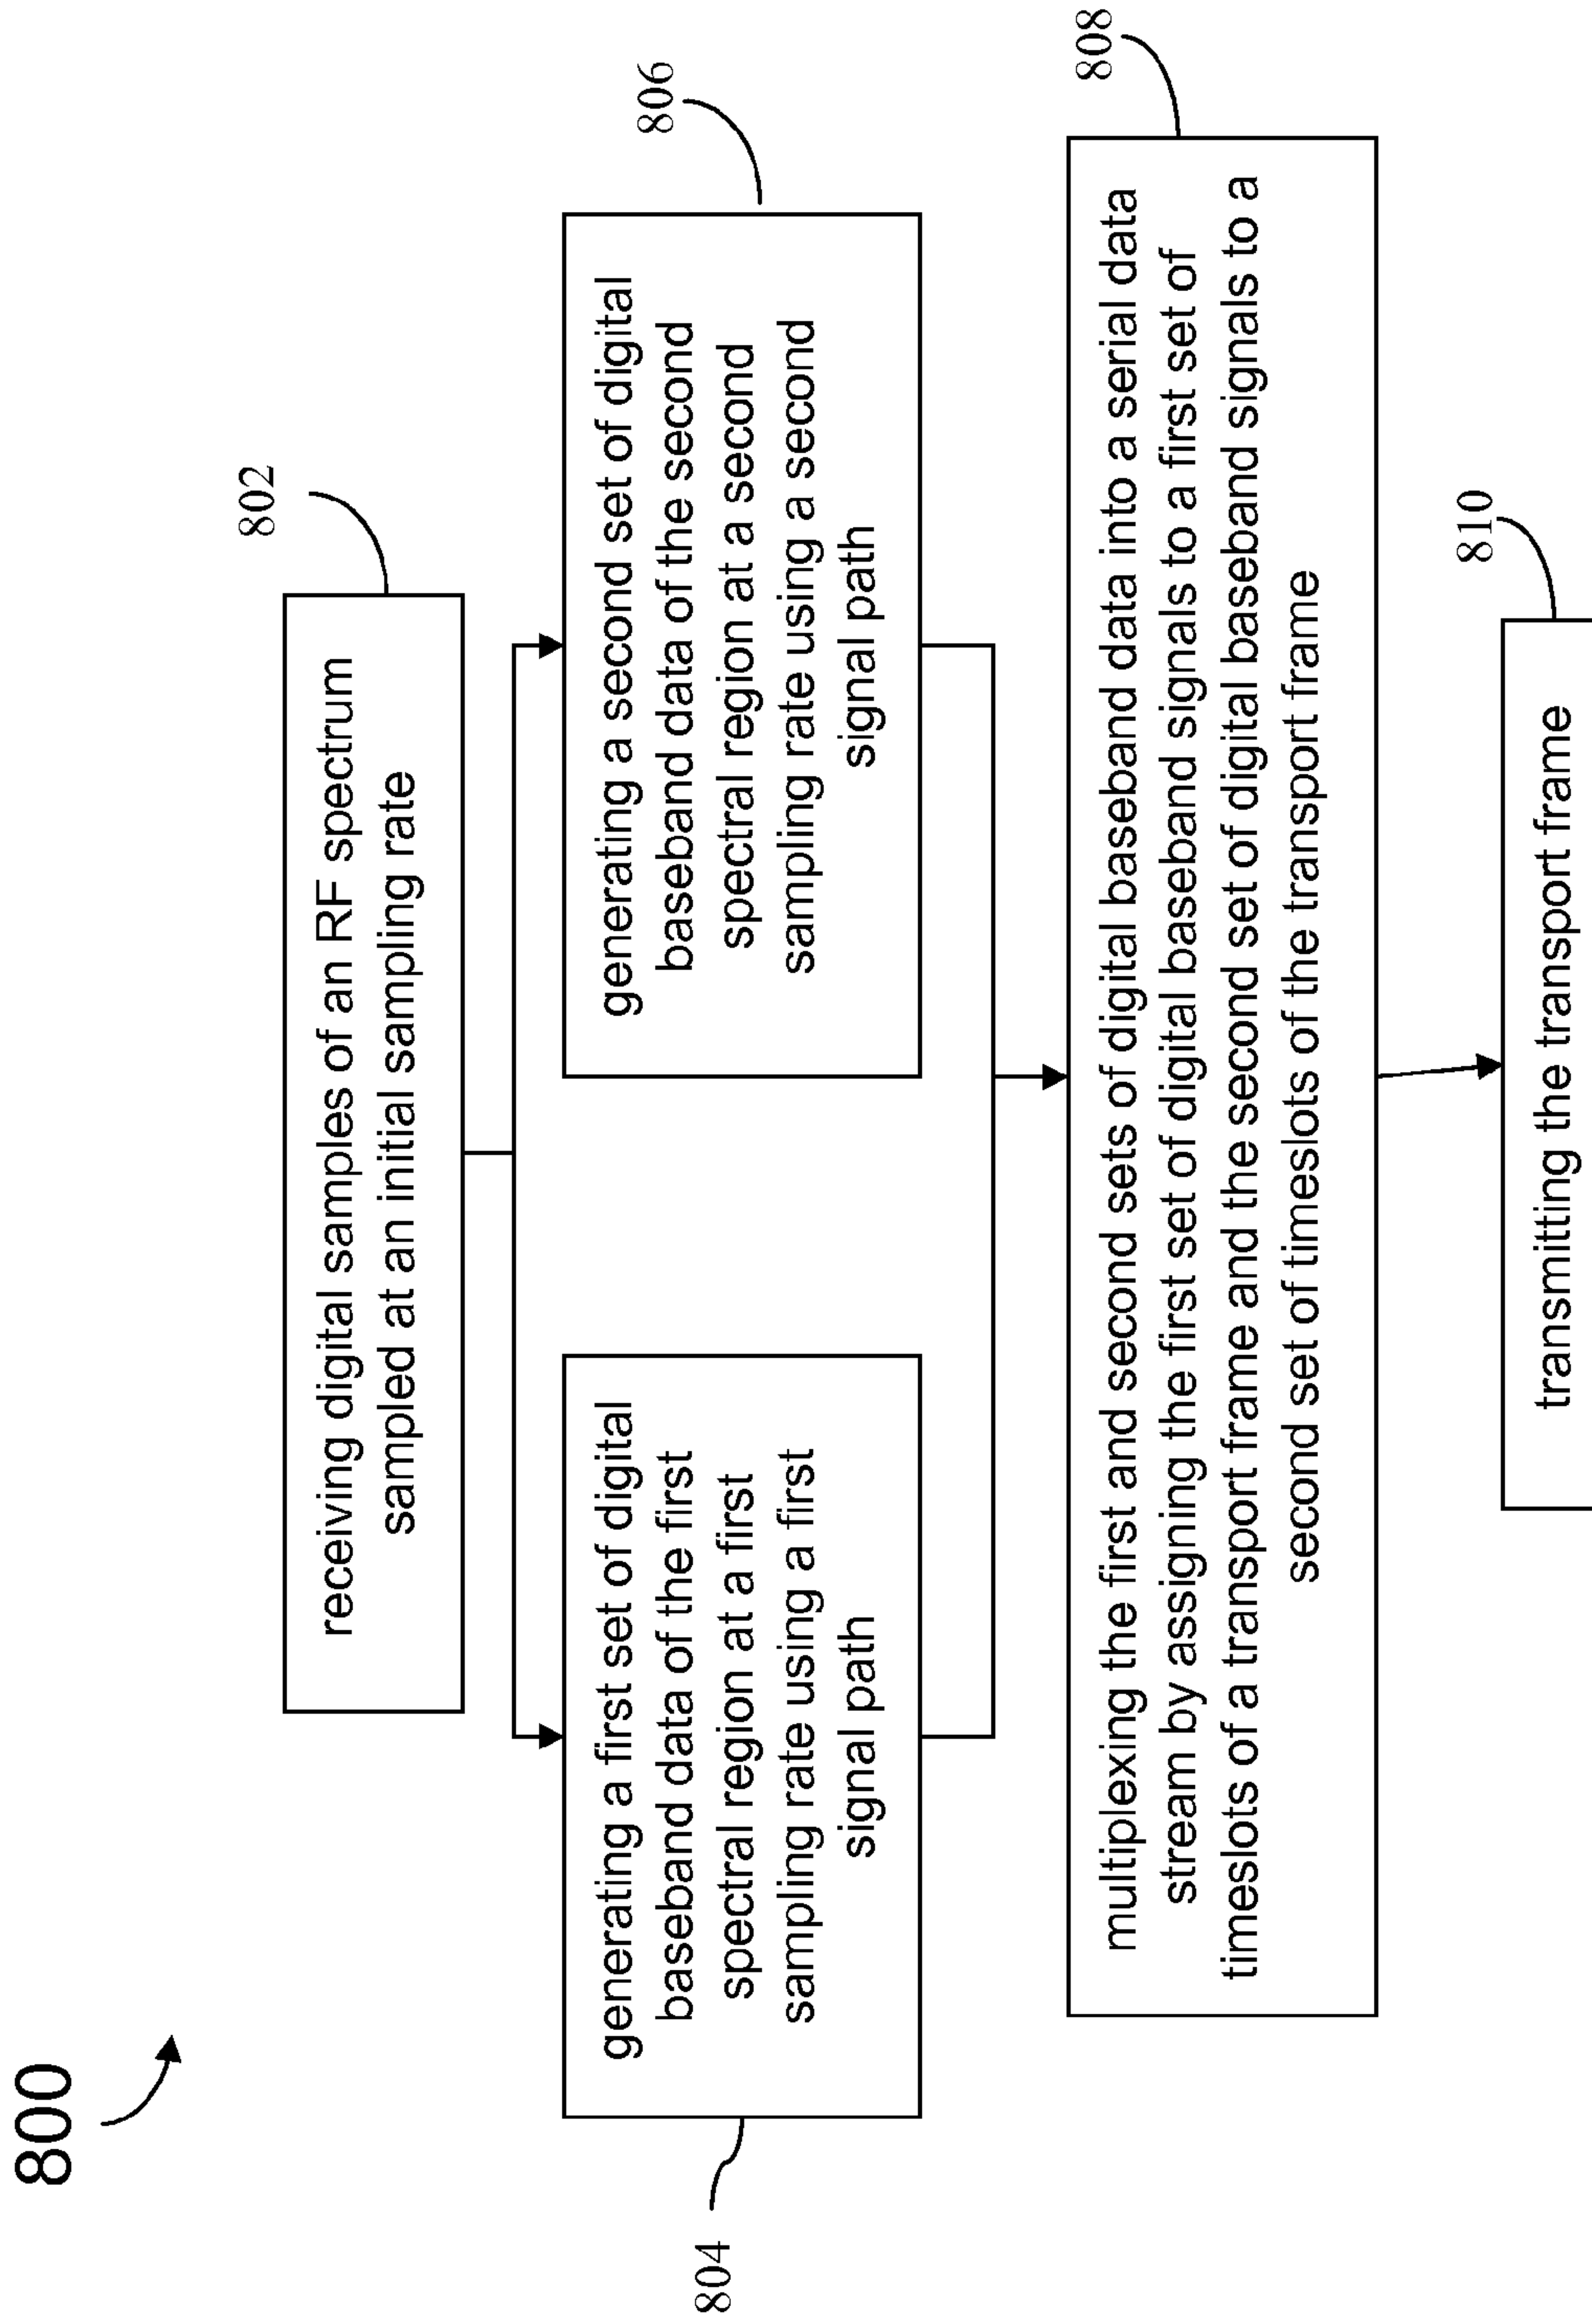 800
802
receiving digital samples of an RF spectrum
sampled at an initial sampling rate
804
generating a first set of digital
baseband data of the first
spectral region at a first
sampling rate using a first
signal path
806
generating a second set of digital
baseband data of the second
spectral region at a second
sampling rate using a second
signal path
808
multiplexing the first and second sets of digital baseband data into a serial data
stream by assigning the first set of digital baseband signals to a first set of
timeslots of a transport frame and the second set of digital baseband signals to a
second set of timeslots of the transport frame
810
transmitting the transport frame